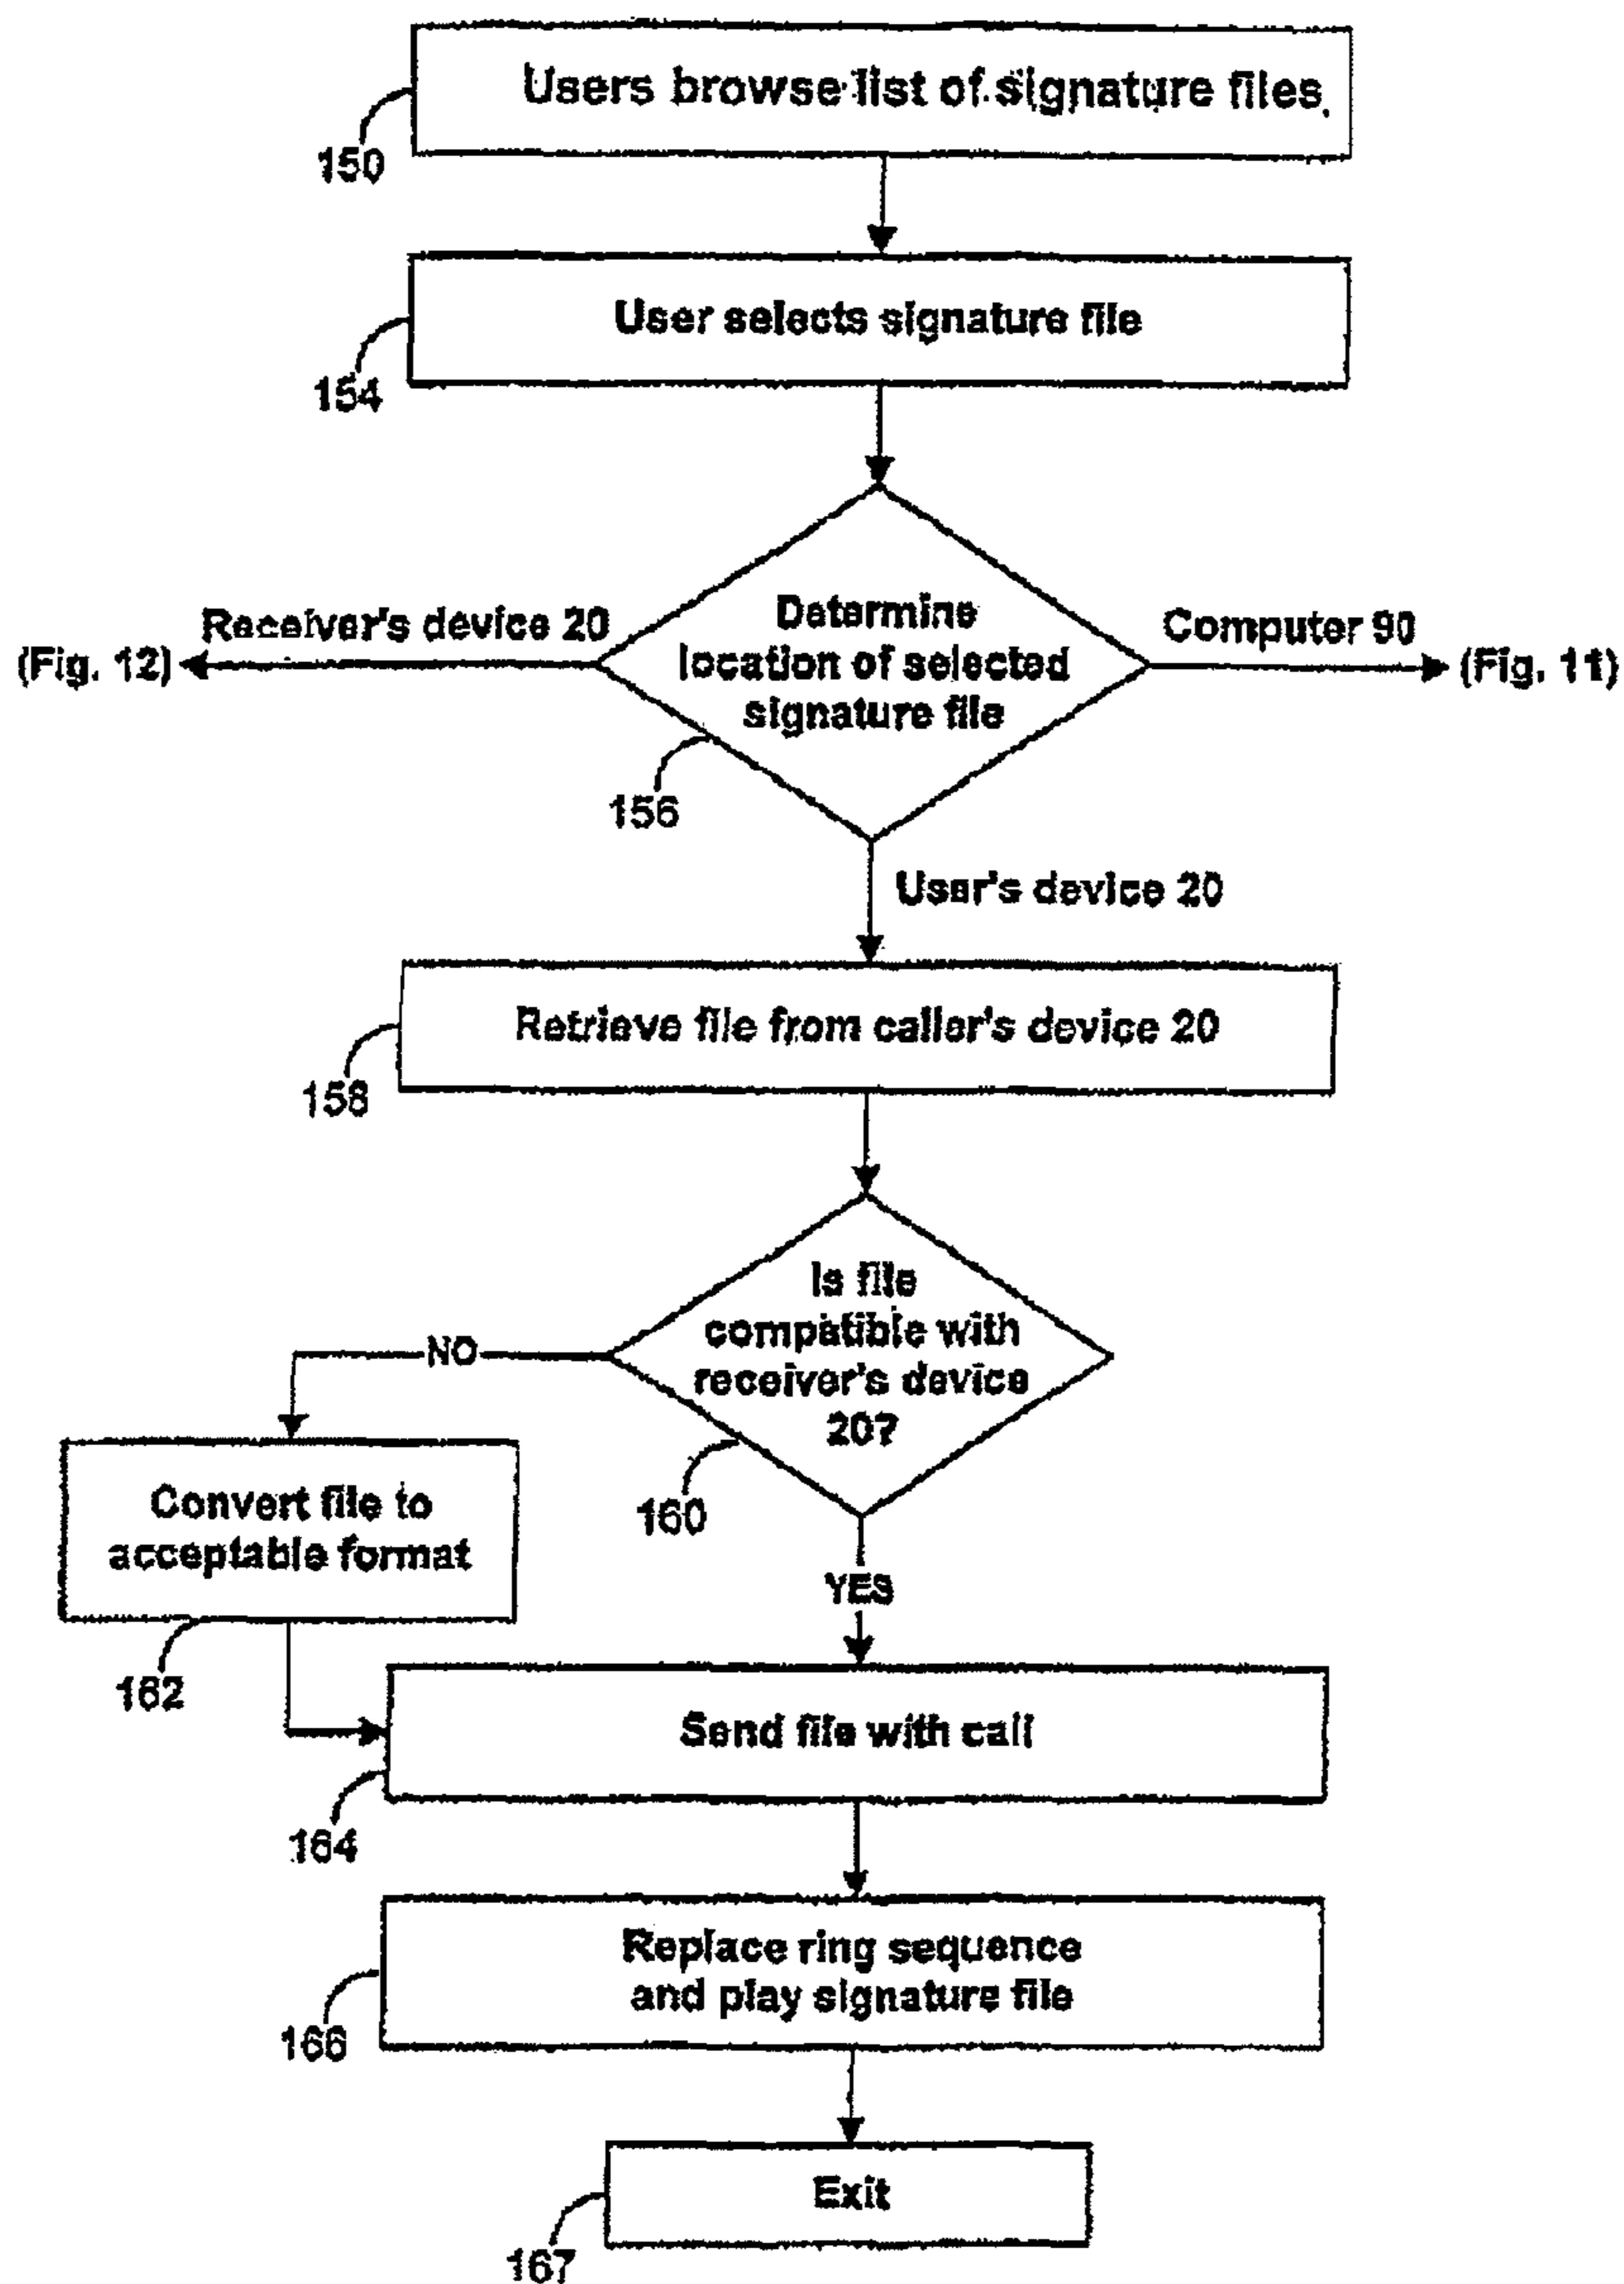 Users browse list of signature files
150
User selects signature file
154
Determine
location of selected
signature file
156
Receiver's device 20
(Fig. 12)
Computer 90
(Fig. 11)
User's device 20
Retrieve file from caller's device 20
158
Is file
compatible with
receiver's device
20?
160
NO
Convert file to
acceptable format
162
YES
Send file with call
164
Replace ring sequence
and play signature file
166
Exit
167